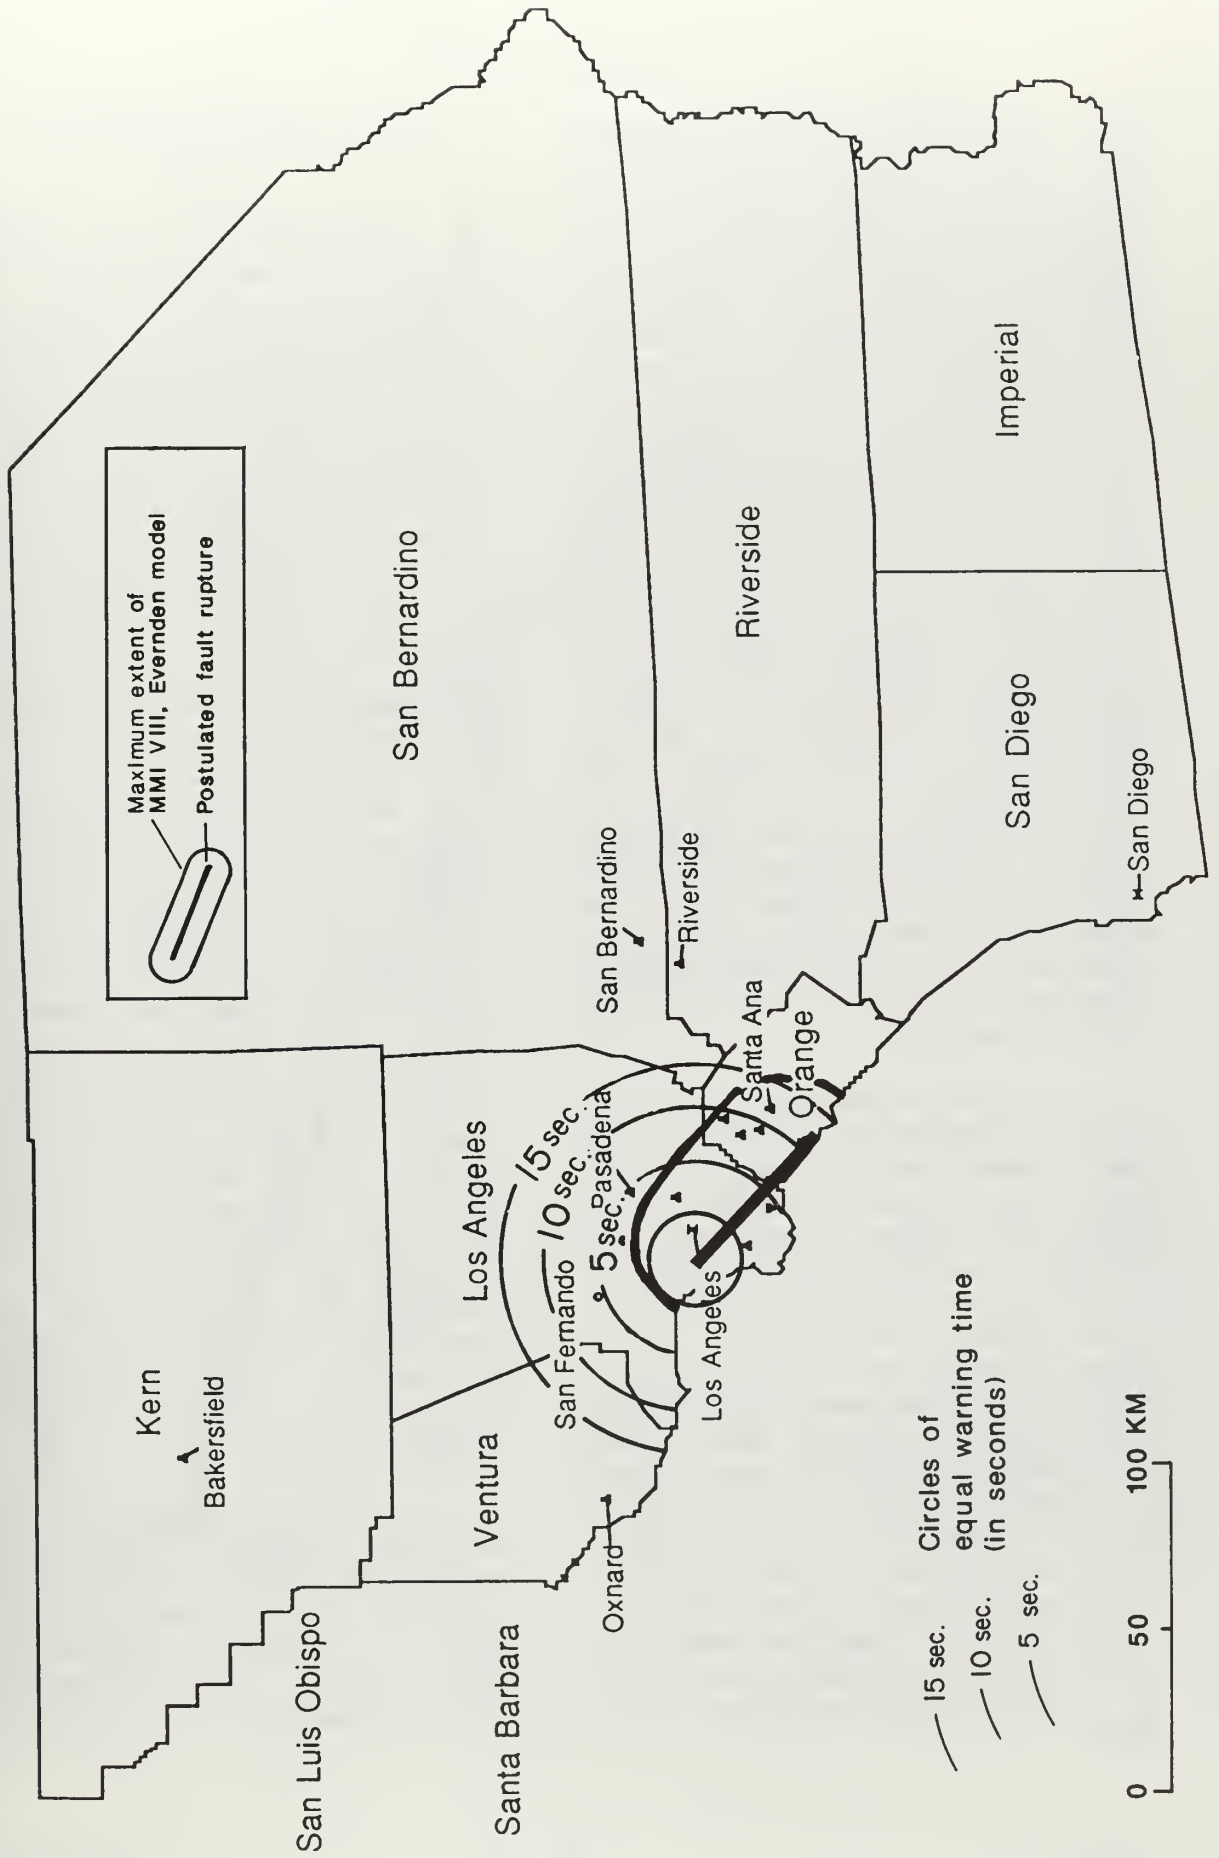 Maximum extent of
MMI VIII, Evernden model
Postulated fault rupture
Kern
Bakersfield
San Luis Obispo
Santa Barbara
Ventura
Oxnard
Los Angeles
15 sec.
10 sec.
5 sec.
San Fernando
Pasadena
Los Angeles
San Bernardino
San Bernardino
Riverside
Riverside
Santa Ana
Orange
San Diego
San Diego
Imperial
15 sec.
10 sec.
5 sec.
Circles of
equal warning time
(in seconds)
0 50 100 KM